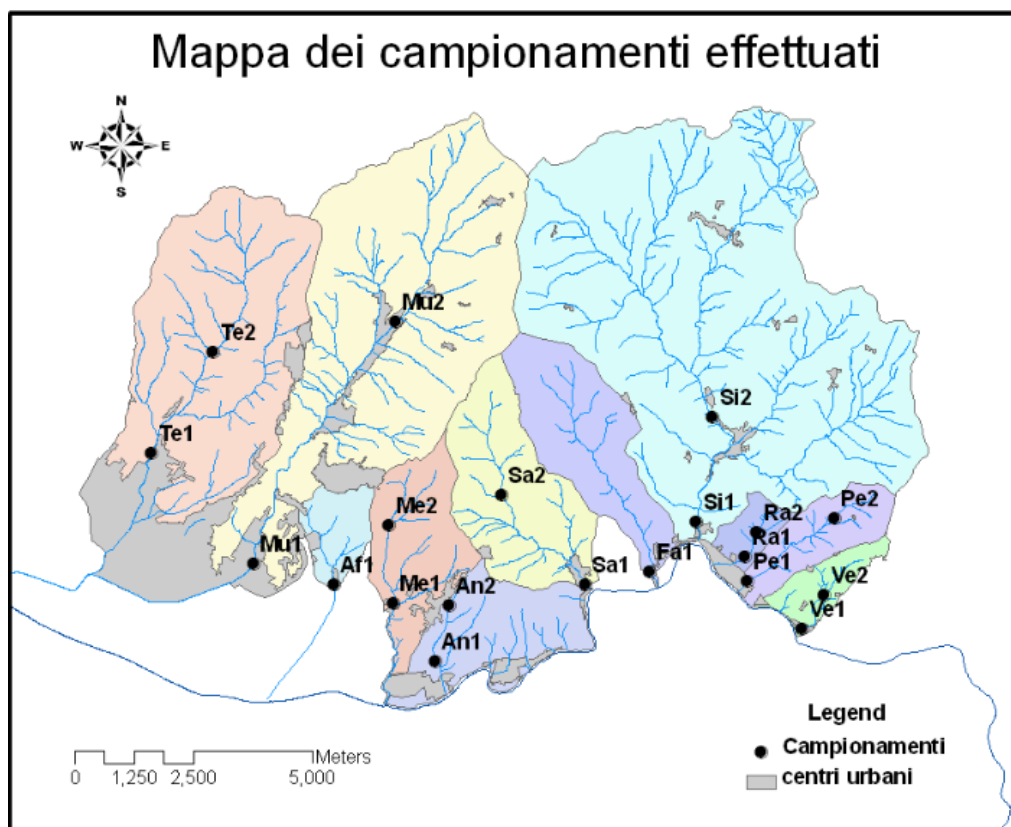 Mappa dei campionamenti effettuati
N
W E
S
Mu2
Te2
Si2
Te1
Sa2
Pe2
Si1
Ra2
Me2
Ra1
Mu1
Fa1
Pe1
Af1
Sa1
Me1
An2
Ve2
Ve1
An1
Legend
Campionamenti
centri urbani
Meters
0 1,250 2,500 5,000